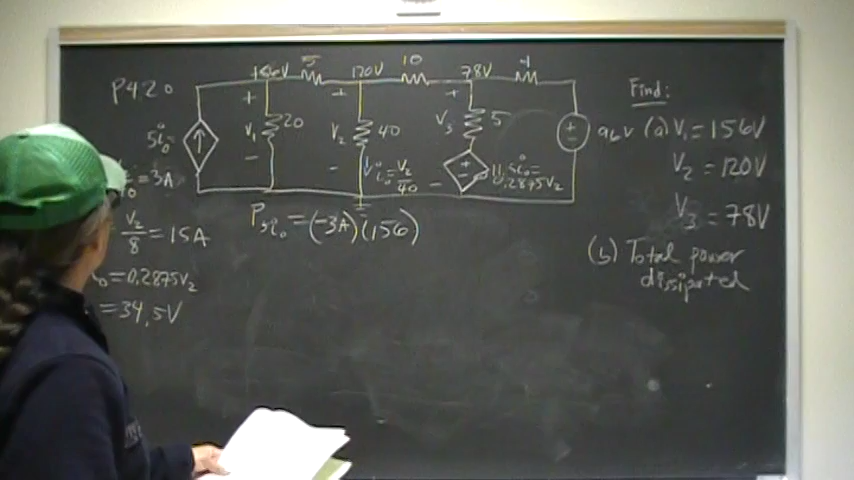 P4.20
156V 5 120V 10 78V 4
5i₀=
+ V₁ − 20
+ V₂ − 40
i₀=V₂/40
+ V₃ − 5
11.5i₀=
0.2875V₂
96V
=3A
V₂/8 = 15A
=0.2875V₂
=34.5V
P5i₀=(-3A)(156)
Find:
(a) V₁ = 156V
V₂ = 120V
V₃ = 78V
(b) Total power
dissipated